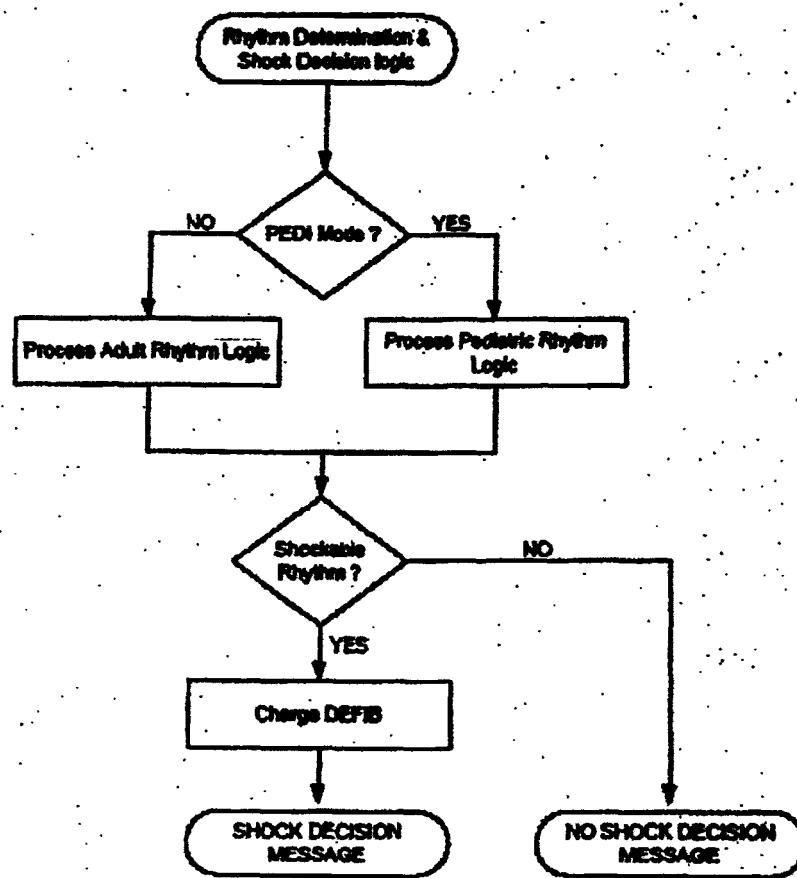 Rhythm Determination &
Shock Decision logic
PEDI Mode ?
NO
YES
Process Adult Rhythm Logic
Process Pediatric Rhythm
Logic
Shockable
Rhythm ?
NO
YES
Charge DEFIB
SHOCK DECISION
MESSAGE
NO SHOCK DECISION
MESSAGE